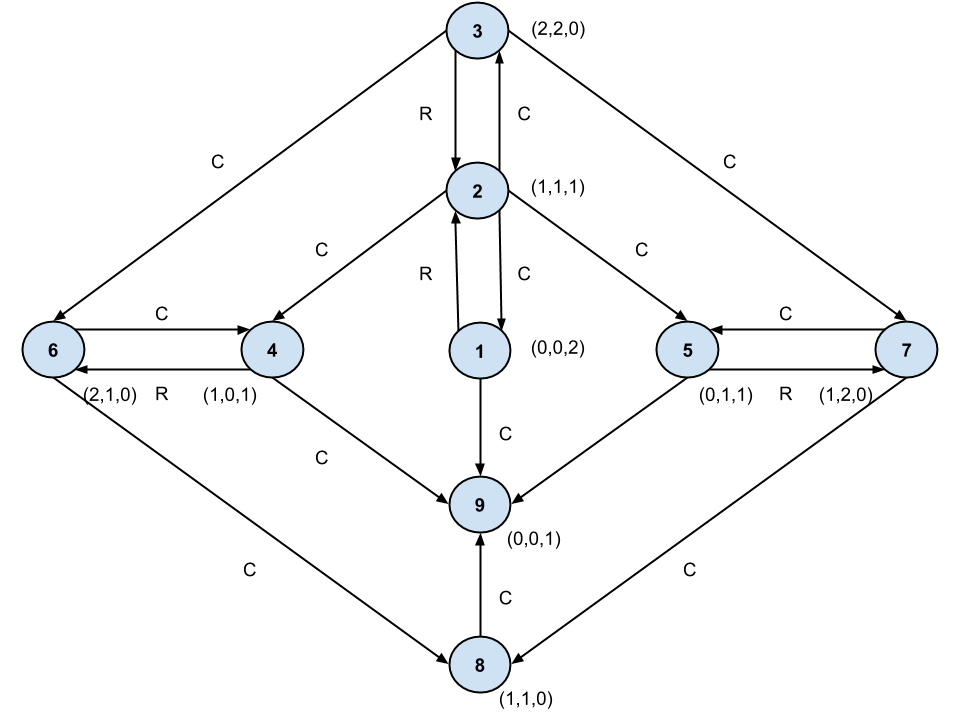 3 (2,2,0)
R C
C C
2 (1,1,1)
C C
R C
C C
6 4 1 (0,0,2) 5 7
(2,1,0) R (1,0,1) (0,1,1) R (1,2,0)
C
C
9
(0,0,1)
C C
C
8
(1,1,0)